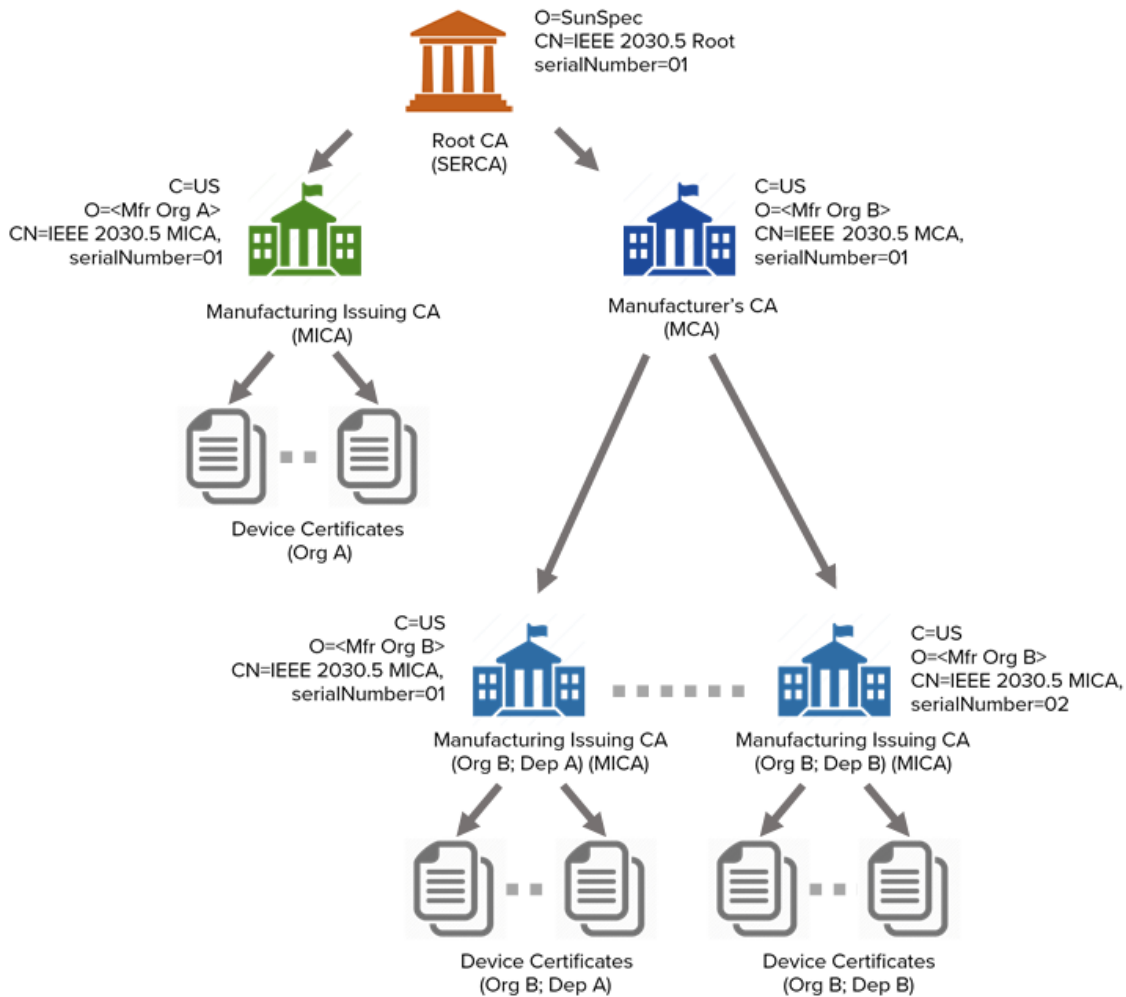 O=SunSpec
CN=IEEE 2030.5 Root
serialNumber=01
Root CA
(SERCA)
C=US
O=<Mfr Org A>
CN=IEEE 2030.5 MICA,
serialNumber=01
Manufacturing Issuing CA
(MICA)
C=US
O=<Mfr Org B>
CN=IEEE 2030.5 MCA,
serialNumber=01
Manufacturer's CA
(MCA)
Device Certificates
(Org A)
C=US
O=<Mfr Org B>
CN=IEEE 2030.5 MICA,
serialNumber=01
Manufacturing Issuing CA
(Org B; Dep A) (MICA)
C=US
O=<Mfr Org B>
CN=IEEE 2030.5 MICA,
serialNumber=02
Manufacturing Issuing CA
(Org B; Dep B) (MICA)
Device Certificates
(Org B; Dep A)
Device Certificates
(Org B; Dep B)